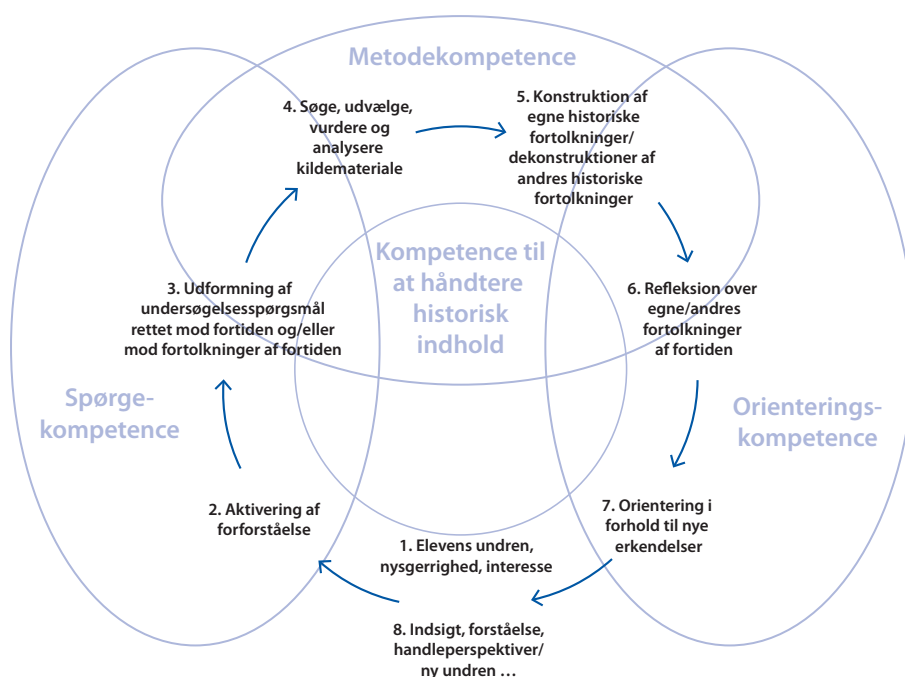 Metodekompetence
4. Søge, udvælge,
vurdere og
analysere
kildemateriale
5. Konstruktion af
egne historiske
fortolkninger/
dekonstruktioner af
andres historiske
fortolkninger
Kompetence til
at håndtere
historisk
indhold
3. Udformning af
undersøgelsesspørgsmål
rettet mod fortiden og/eller
mod fortolkninger af fortiden
6. Refleksion over
egne/andres
fortolkninger
af fortiden
Spørge-
kompetence
Orienterings-
kompetence
2. Aktivering af
forforståelse
7. Orientering i
forhold til nye
erkendelser
1. Elevens undren,
nysgerrighed, interesse
8. Indsigt, forståelse,
handleperspektiver/
ny undren …